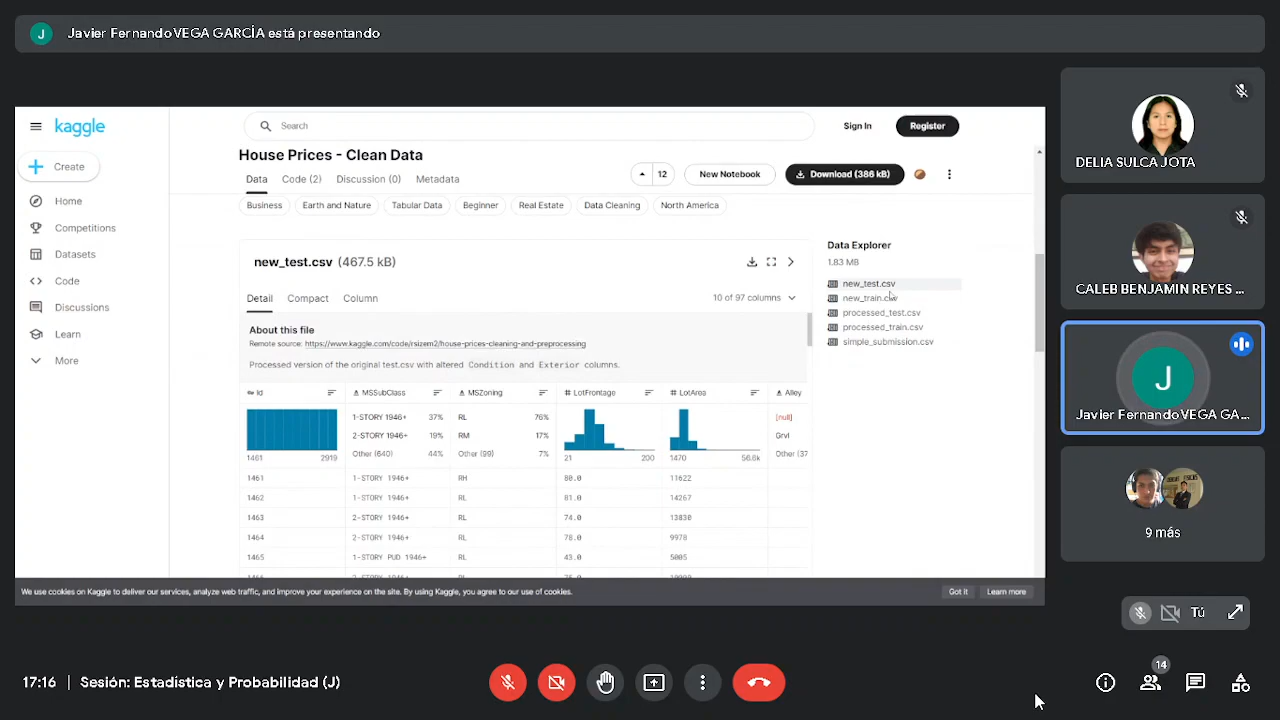 J Javier Fernando VEGA GARCÍA está presentando
kaggle
Search
Sign In
Register
Create
Home
Competitions
Datasets
Code
Discussions
Learn
More
House Prices - Clean Data
Data Code (2) Discussion (0) Metadata
12
New Notebook
Download (386 kB)
Business Earth and Nature Tabular Data Beginner Real Estate Data Cleaning North America
new_test.csv (467.5 kB)
Detail Compact Column
10 of 97 columns
About this file
Remote source: https://www.kaggle.com/code/rsizem2/house-prices-cleaning-and-preprocessing
Processed version of the original test.csv with altered Condition and Exterior columns.
Id MSSubClass MSZoning # LotFrontage # LotArea Alley
1-STORY 1946+ 37% RL 76% [null]
2-STORY 1946+ 19% RM 17% Grvl
Other (640) 44% Other (99) 7% Other (37
1461 2919 21 200 1470 56.6k
1461 1-STORY 1946+ RH 80.0 11622
1462 1-STORY 1946+ RL 81.0 14267
1463 2-STORY 1946+ RL 74.0 13830
1464 2-STORY 1946+ RL 78.0 9978
1465 1-STORY PUD 1946+ RL 43.0 5005
Data Explorer
1.83 MB
new_test.csv
new_train.csv
processed_test.csv
processed_train.csv
simple_submission.csv
We use cookies on Kaggle to deliver our services, analyze web traffic, and improve your experience on the site. By using Kaggle, you agree to our use of cookies.
Got it
Learn more
DELIA SULCA JOTA
CALEB BENJAMIN REYES ...
J
Javier Fernando VEGA GA...
9 más
Tú
17:16 | Sesión: Estadística y Probabilidad (J)
14